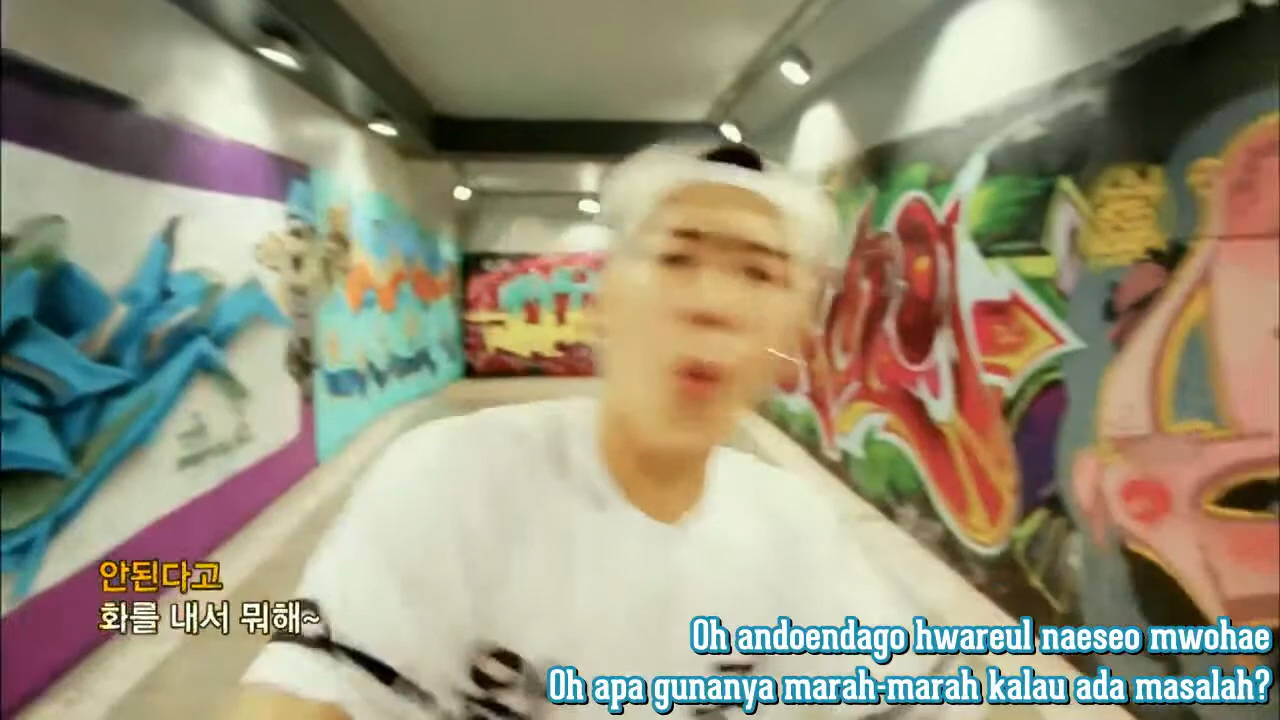 안된다고
화를 내서 뭐해~
Oh andoendago hwareul naeseo mwohae
Oh apa gunanya marah-marah kalau ada masalah?